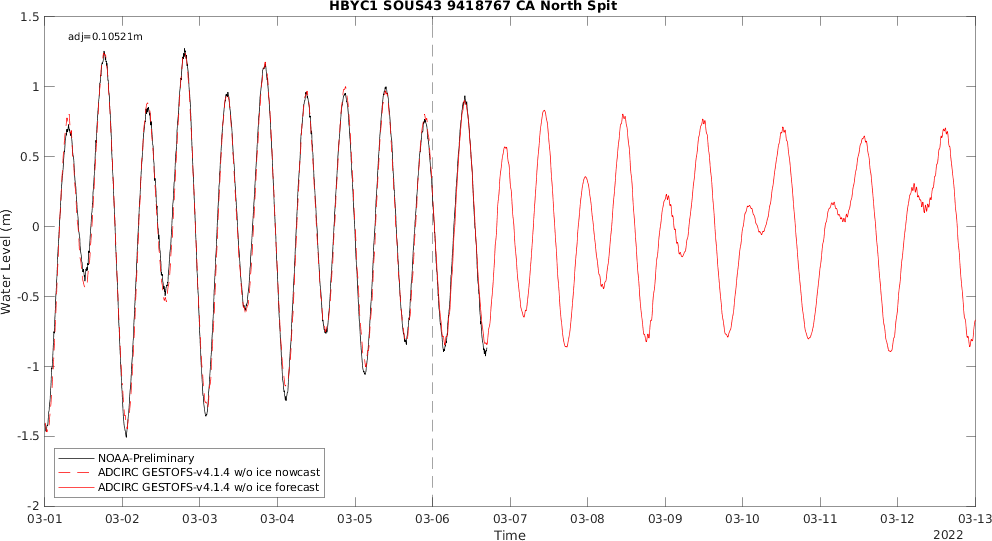 HBYC1 SOUS43 9418767 CA North Spit
adj=0.10521m
1.5
1
0.5
0
-0.5
-1
-1.5
-2
Water Level (m)
NOAA-Preliminary
ADCIRC GESTOFS-v4.1.4 w/o ice nowcast
ADCIRC GESTOFS-v4.1.4 w/o ice forecast
03-01 03-02 03-03 03-04 03-05 03-06 03-07 03-08 03-09 03-10 03-11 03-12 03-13
Time
2022